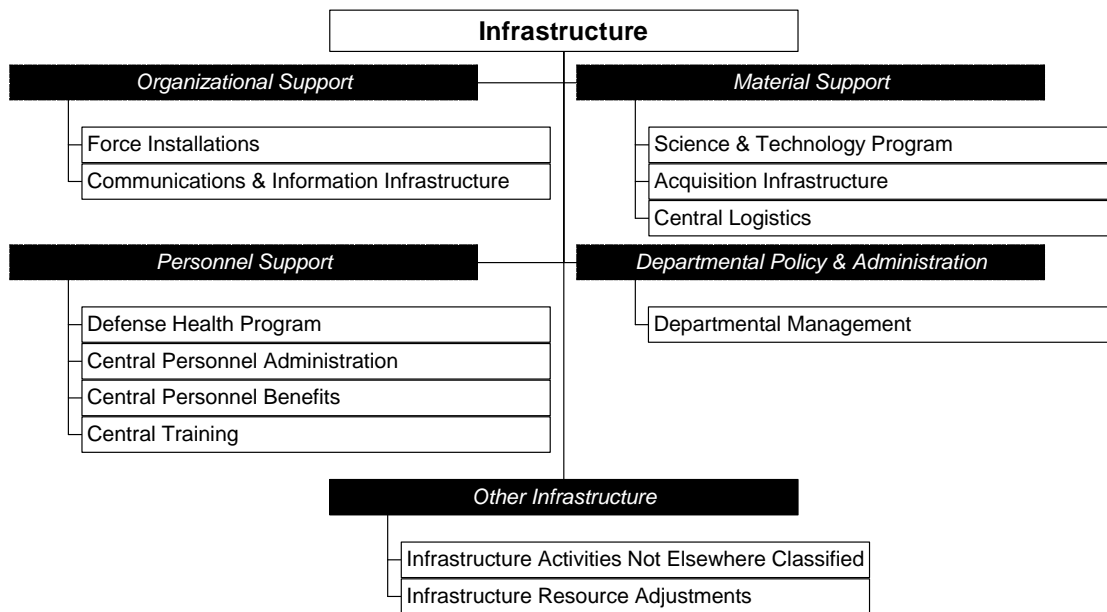 Infrastructure
Organizational Support
Force Installations
Communications & Information Infrastructure
Material Support
Science & Technology Program
Acquisition Infrastructure
Central Logistics
Personnel Support
Defense Health Program
Central Personnel Administration
Central Personnel Benefits
Central Training
Departmental Policy & Administration
Departmental Management
Other Infrastructure
Infrastructure Activities Not Elsewhere Classified
Infrastructure Resource Adjustments